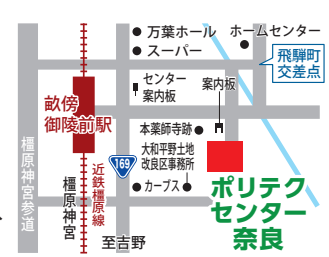 万葉ホール
ホームセンター
スーパー
飛騨町
交差点
センター
案内板
案内板
畝傍
御陵前駅
本薬師寺跡
大和平野土地
改良区事務所
橿原神宮参道
橿原神宮
近鉄橿原線
169
カーブス
ポリテク
センター
奈良
至吉野